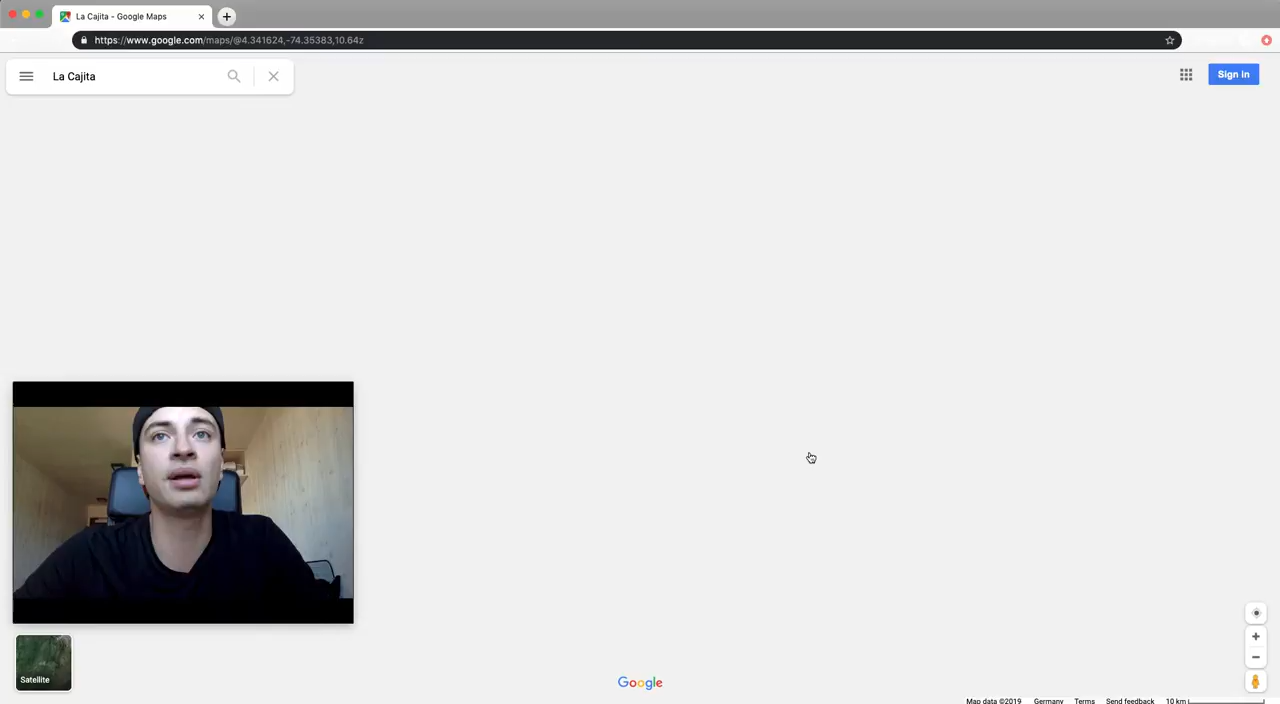 La Cajita - Google Maps
https://www.google.com/maps/@4.341624,-74.35383,10.64z
La Cajita
Sign in
Satellite
Google
Map data ©2019 Germany Terms Send feedback 10 km